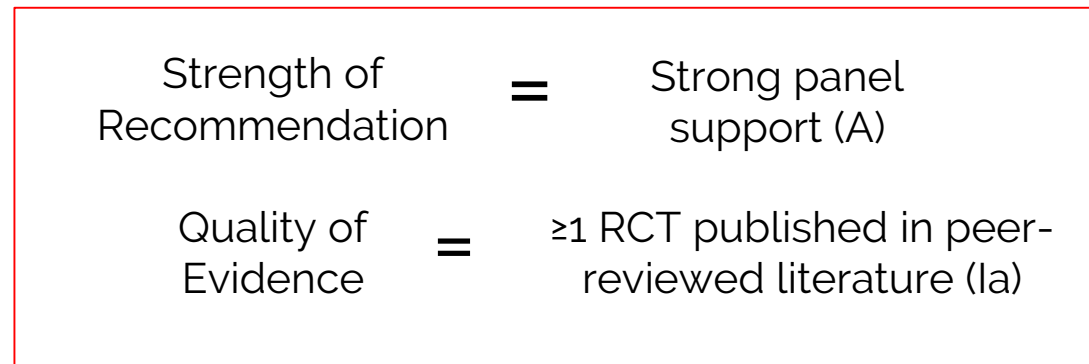 Strength of
Recommendation
=
Strong panel
support (A)
Quality of
Evidence
=
≥1 RCT published in peer-
reviewed literature (Ia)